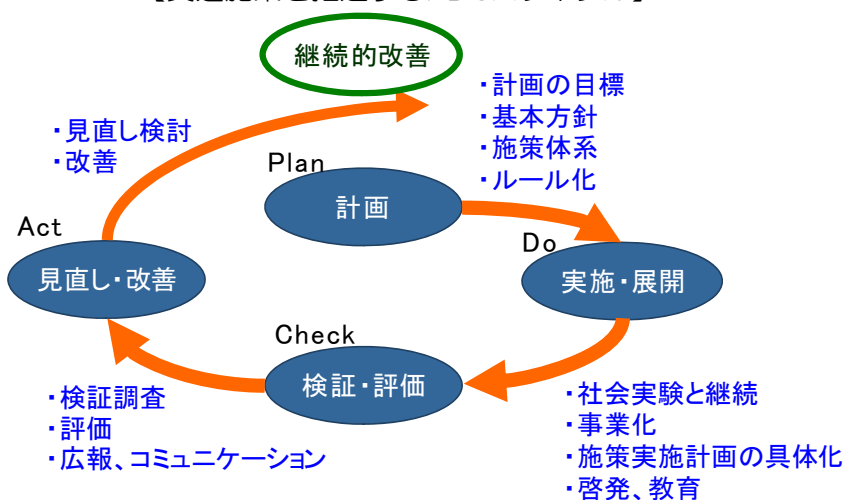 継続的改善
・計画の目標
・基本方針
・施策体系
・ルール化
・見直し検討
・改善
Plan
計画
Act
見直し・改善
Do
実施・展開
Check
検証・評価
・検証調査
・評価
・広報、コミュニケーション
・社会実験と継続
・事業化
・施策実施計画の具体化
・啓発、教育